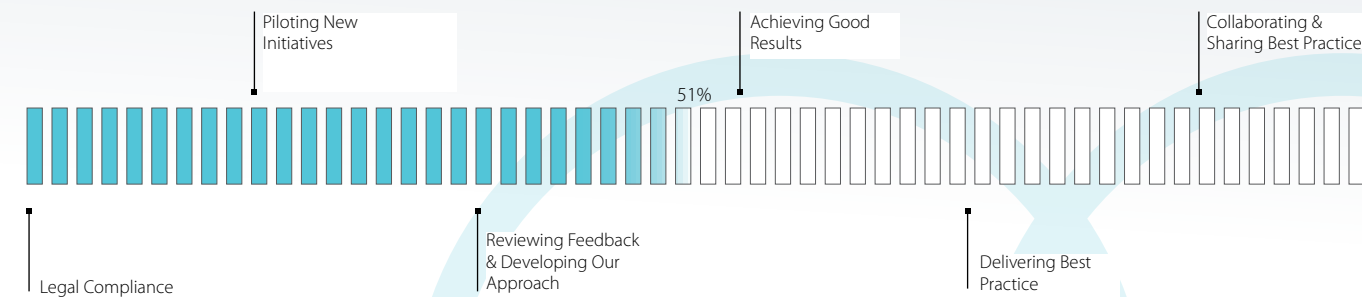 Piloting New
Initiatives
Achieving Good
Results
Collaborating &
Sharing Best Practice
51%
Legal Compliance
Reviewing Feedback
& Developing Our
Approach
Delivering Best
Practice